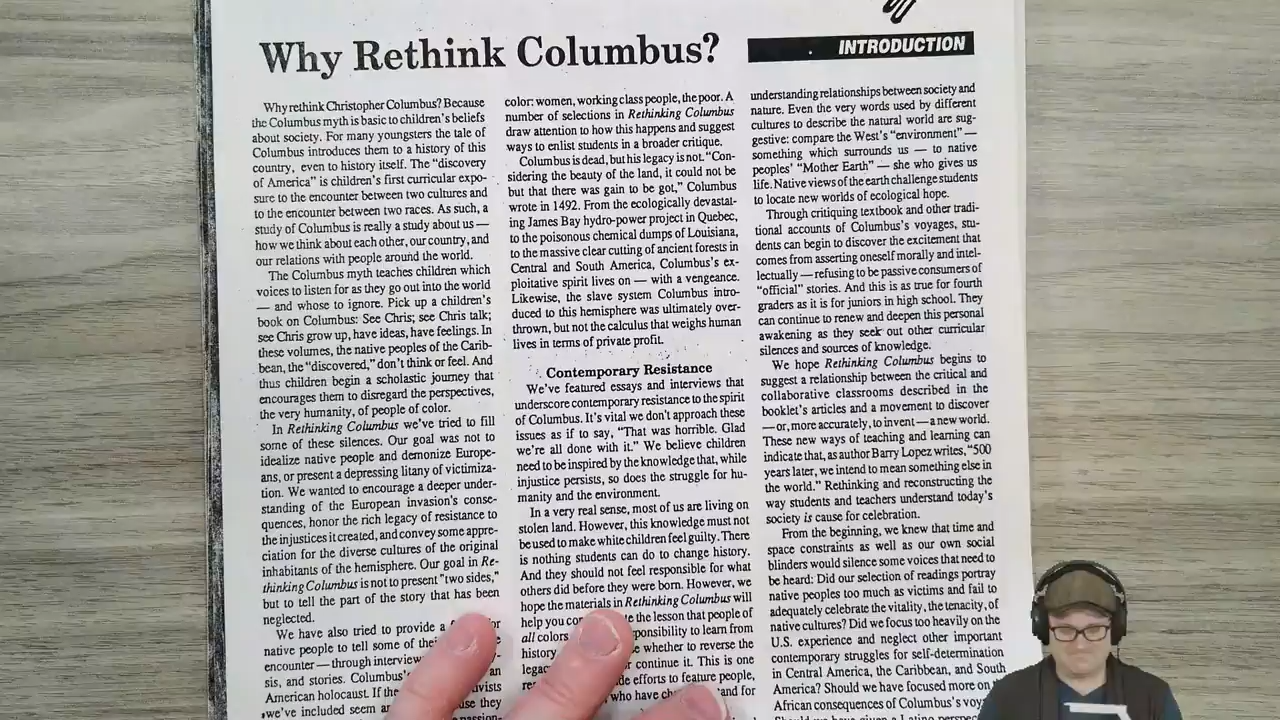 Why Rethink Columbus?
INTRODUCTION
Why rethink Christopher Columbus? Because
the Columbus myth is basic to children's beliefs
about society. For many youngsters the tale of
Columbus introduces them to a history of this
country, even to history itself. The "discovery
of America" is children's first curricular expo-
sure to the encounter between two cultures and
to the encounter between two races. As such, a
study of Columbus is really a study about us —
how we think about each other, our country, and
our relations with people around the world.
The Columbus myth teaches children which
voices to listen for as they go out into the world
— and whose to ignore. Pick up a children's
book on Columbus: See Chris; see Chris talk;
see Chris grow up, have ideas, have feelings. In
these volumes, the native peoples of the Carib-
bean, the "discovered," don't think or feel. And
thus children begin a scholastic journey that
encourages them to disregard the perspectives,
the very humanity, of people of color.
In Rethinking Columbus we've tried to fill
some of these silences. Our goal was not to
idealize native people and demonize Europe-
ans, or present a depressing litany of victimiza-
tion. We wanted to encourage a deeper under-
standing of the European invasion's conse-
quences, honor the rich legacy of resistance to
the injustices it created, and convey some appre-
ciation for the diverse cultures of the original
inhabitants of the hemisphere. Our goal in Re-
thinking Columbus is not to present "two sides,"
but to tell the part of the story that has been
neglected.
We have also tried to provide a
native people to tell some of
encounter — through
sis, and stories. Columbus's
American holocaust. If
we've included seem
color: women, working class people, the poor. A
number of selections in Rethinking Columbus
draw attention to how this happens and suggest
ways to enlist students in a broader critique.
Columbus is dead, but his legacy is not. "Con-
sidering the beauty of the land, it could not be
but that there was gain to be got," Columbus
wrote in 1492. From the ecologically devastat-
ing James Bay hydro-power project in Quebec,
to the poisonous chemical dumps of Louisiana,
to the massive clear cutting of ancient forests in
Central and South America, Columbus's ex-
ploitative spirit lives on — with a vengeance.
Likewise, the slave system Columbus intro-
duced to this hemisphere was ultimately over-
thrown, but not the calculus that weighs human
lives in terms of private profit.
Contemporary Resistance
We've featured essays and interviews that
underscore contemporary resistance to the spirit
of Columbus. It's vital we don't approach these
issues as if to say, "That was horrible. Glad
we're all done with it." We believe children
need to be inspired by the knowledge that, while
injustice persists, so does the struggle for hu-
manity and the environment.
In a very real sense, most of us are living on
stolen land. However, this knowledge must not
be used to make white children feel guilty. There
is nothing students can do to change history.
And they should not feel responsible for what
others did before they were born. However, we
hope the materials in Rethinking Columbus will
help you the lesson that people of
all colors to learn from
history whether to reverse the
continue it. This is one
efforts to feature people,
who have and for
understanding relationships between society and
nature. Even the very words used by different
cultures to describe the natural world are sug-
gestive: compare the West's "environment" —
something which surrounds us — to native
peoples' "Mother Earth" — she who gives us
life. Native views of the earth challenge students
to locate new worlds of ecological hope.
Through critiquing textbook and other tradi-
tional accounts of Columbus's voyages, stu-
dents can begin to discover the excitement that
comes from asserting oneself morally and intel-
lectually — refusing to be passive consumers of
"official" stories. And this is as true for fourth
graders as it is for juniors in high school. They
can continue to renew and deepen this personal
awakening as they seek out other curricular
silences and sources of knowledge.
We hope Rethinking Columbus begins to
suggest a relationship between the critical and
collaborative classrooms described in the
booklet's articles and a movement to discover
— or, more accurately, to invent — a new world.
These new ways of teaching and learning can
indicate that, as author Barry Lopez writes, "500
years later, we intend to mean something else in
the world." Rethinking and reconstructing the
way students and teachers understand today's
society is cause for celebration.
From the beginning, we knew that time and
space constraints as well as our own social
blinders would silence some voices that need to
be heard: Did our selection of readings portray
native peoples too much as victims and fail to
adequately celebrate the vitality, the tenacity, of
native cultures? Did we focus too heavily on the
U.S. experience and neglect other important
contemporary struggles for self-determination
in Central America, the Caribbean, and South
America? Should we have focused more on
African consequences of Columbus's